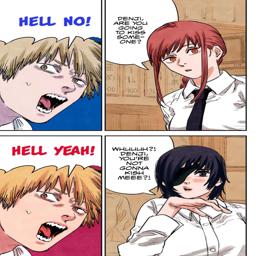 HELL NO!
DENJI,
ARE YOU
GOING
TO KISS
SOME-
ONE?
HELL YEAH!
WHUUUH?!
DENJI,
YOU'RE
NOT
GONNA
KISH
MEEE?!